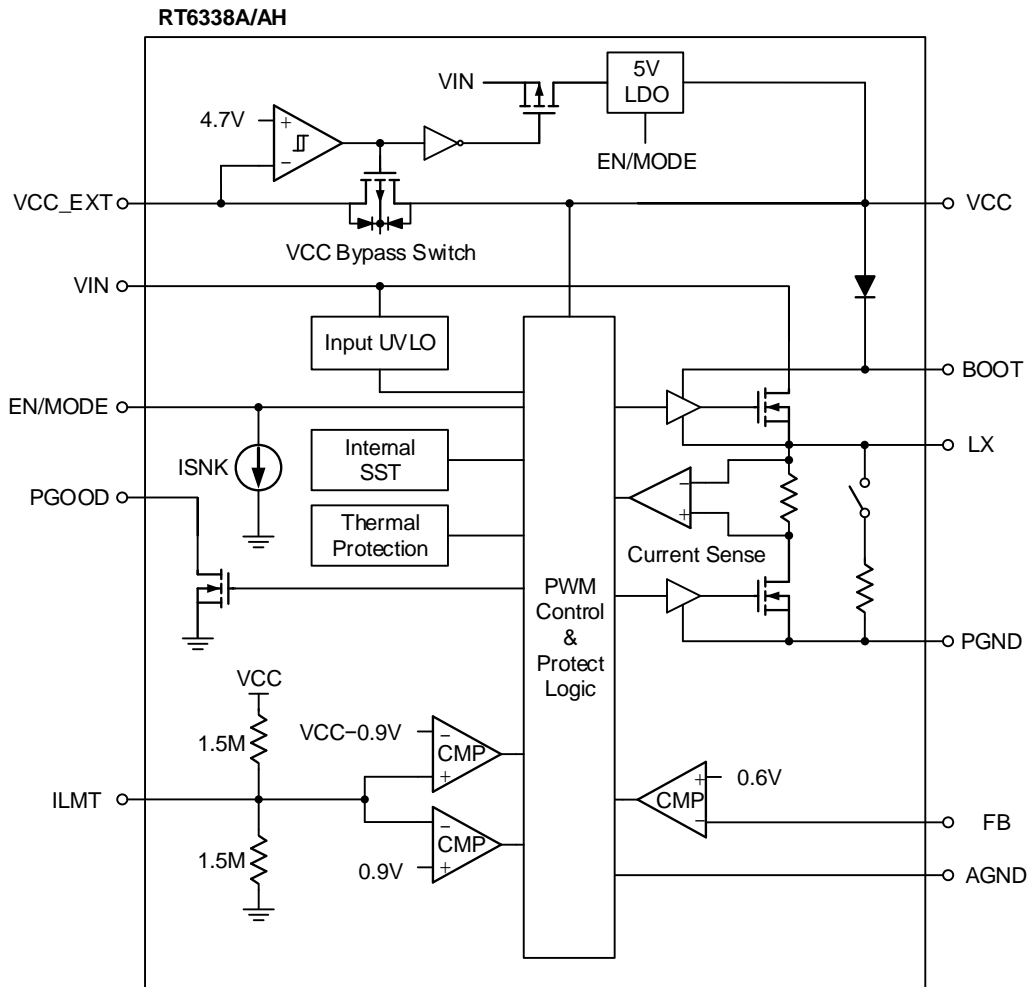 RT6338A/AH
VIN
5V
LDO
4.7V
+
−
EN/MODE
VCC_EXT
VCC
VCC Bypass Switch
VIN
Input UVLO
BOOT
EN/MODE
LX
ISNK
Internal
SST
−
+
PGOOD
Thermal
Protection
Current Sense
PWM
Control
&
Protect
Logic
PGND
VCC
1.5M
VCC−0.9V
−
CMP
+
+
0.6V
CMP
−
ILMT
FB
1.5M
−
CMP
0.9V
+
AGND